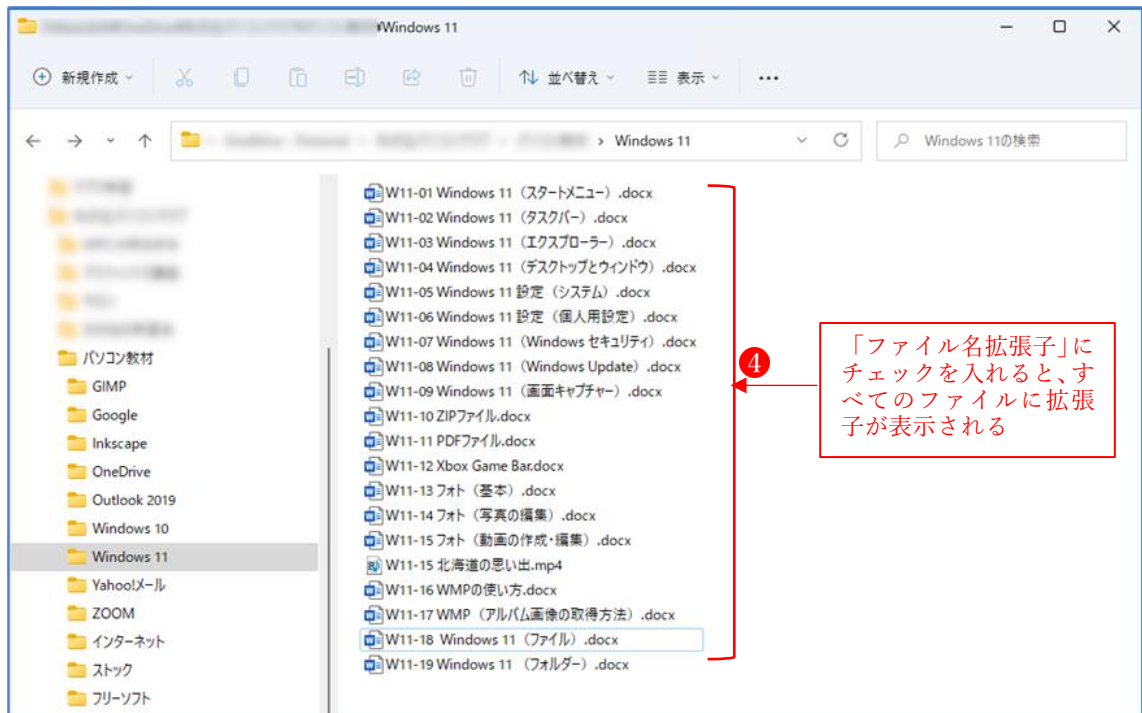 ¥Windows 11
新規作成
並べ替え
表示
Windows 11
Windows 11の検索
パソコン教材
GIMP
Google
Inkscape
OneDrive
Outlook 2019
Windows 10
Windows 11
Yahoo!メール
ZOOM
インターネット
ストック
フリーソフト
W11-01 Windows 11（スタートメニュー）.docx
W11-02 Windows 11（タスクバー）.docx
W11-03 Windows 11（エクスプローラー）.docx
W11-04 Windows 11（デスクトップとウィンドウ）.docx
W11-05 Windows 11 設定（システム）.docx
W11-06 Windows 11 設定（個人用設定）.docx
W11-07 Windows 11（Windows セキュリティ）.docx
W11-08 Windows 11（Windows Update）.docx
W11-09 Windows 11（画面キャプチャー）.docx
W11-10 ZIPファイル.docx
W11-11 PDFファイル.docx
W11-12 Xbox Game Bar.docx
W11-13 フォト（基本）.docx
W11-14 フォト（写真の編集）.docx
W11-15 フォト（動画の作成・編集）.docx
W11-15 北海道の思い出.mp4
W11-16 WMPの使い方.docx
W11-17 WMP（アルバム画像の取得方法）.docx
W11-18 Windows 11（ファイル）.docx
W11-19 Windows 11 （フォルダー）.docx
4
「ファイル名拡張子」に
チェックを入れると、す
べてのファイルに拡張
子が表示される